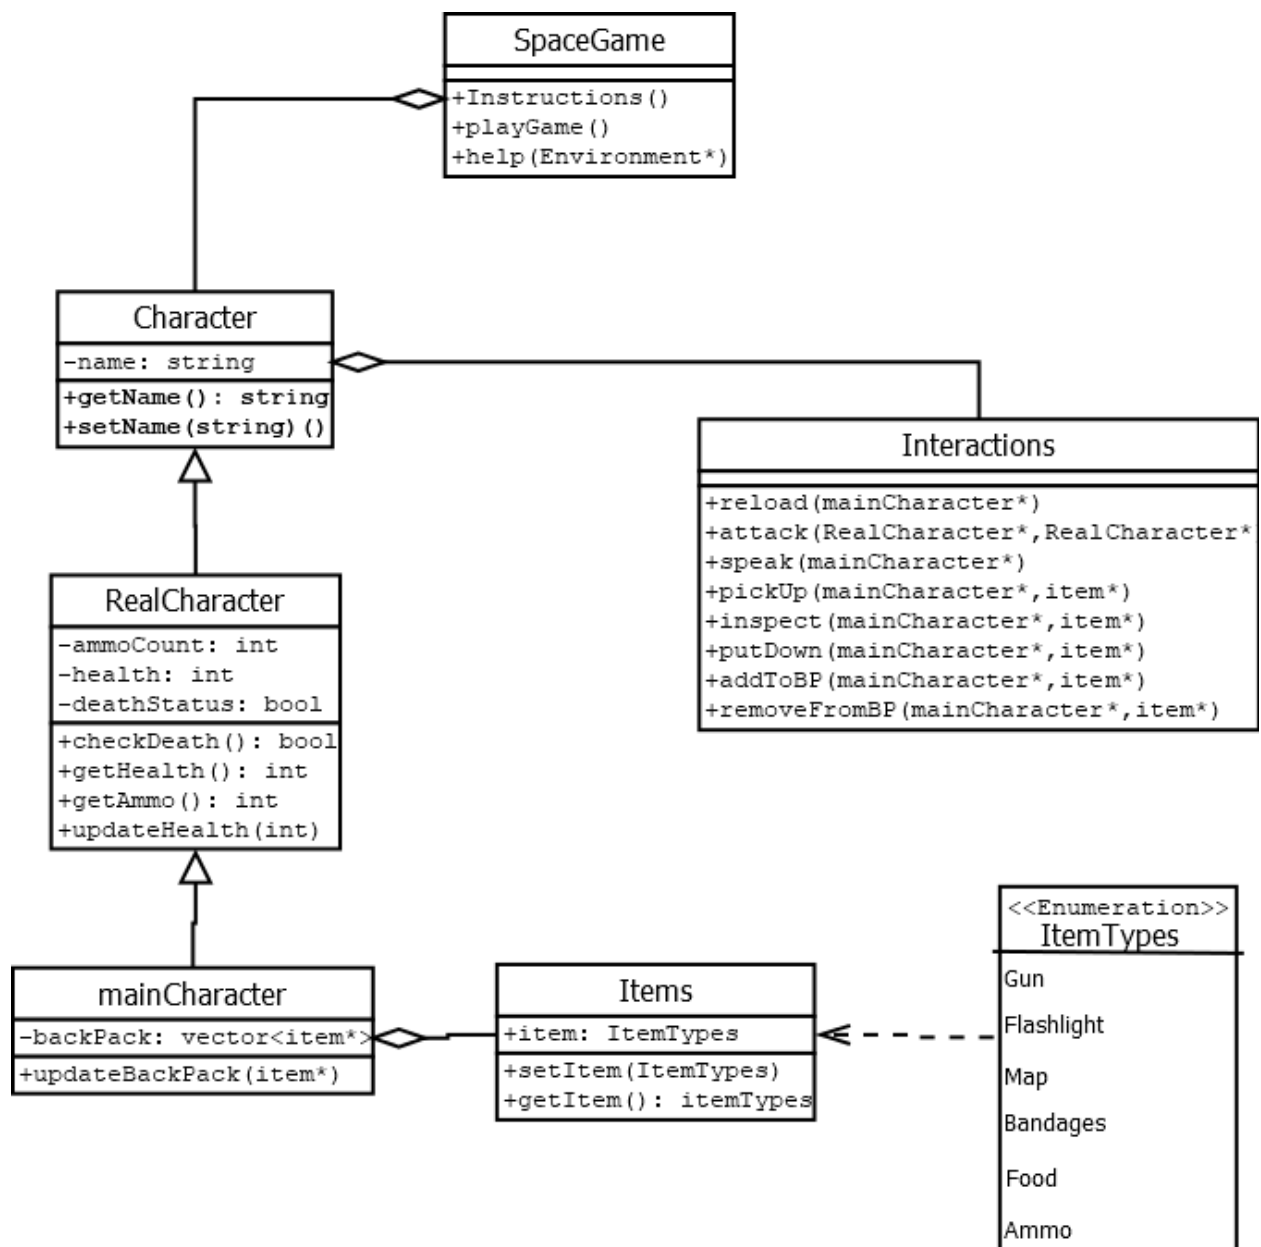 SpaceGame
+Instructions()
+playGame()
+help(Environment*)
Character
-name: string
+getName(): string
+setName(string)()
Interactions
+reload(mainCharacter*)
+attack(RealCharacter*,RealCharacter*
+speak(mainCharacter*)
+pickUp(mainCharacter*,item*)
+inspect(mainCharacter*,item*)
+putDown(mainCharacter*,item*)
+addToBP(mainCharacter*,item*)
+removeFromBP(mainCharacter*,item*)
RealCharacter
-ammoCount: int
-health: int
-deathStatus: bool
+checkDeath(): bool
+getHealth(): int
+getAmmo(): int
+updateHealth(int)
mainCharacter
-backPack: vector<item*>
+updateBackPack(item*)
Items
+item: ItemTypes
+setItem(ItemTypes)
+getItem(): itemTypes
<<Enumeration>>
ItemTypes
Gun
Flashlight
Map
Bandages
Food
Ammo